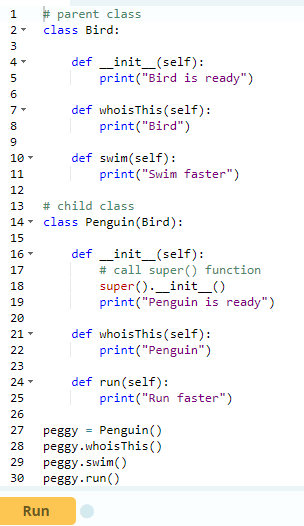 1 # parent class
2 class Bird:
3
4 def __init__(self):
5 print("Bird is ready")
6
7 def whoisThis(self):
8 print("Bird")
9
10 def swim(self):
11 print("Swim faster")
12
13 # child class
14 class Penguin(Bird):
15
16 def __init__(self):
17 # call super() function
18 super().__init__()
19 print("Penguin is ready")
20
21 def whoisThis(self):
22 print("Penguin")
23
24 def run(self):
25 print("Run faster")
26
27 peggy = Penguin()
28 peggy.whoisThis()
29 peggy.swim()
30 peggy.run()
Run